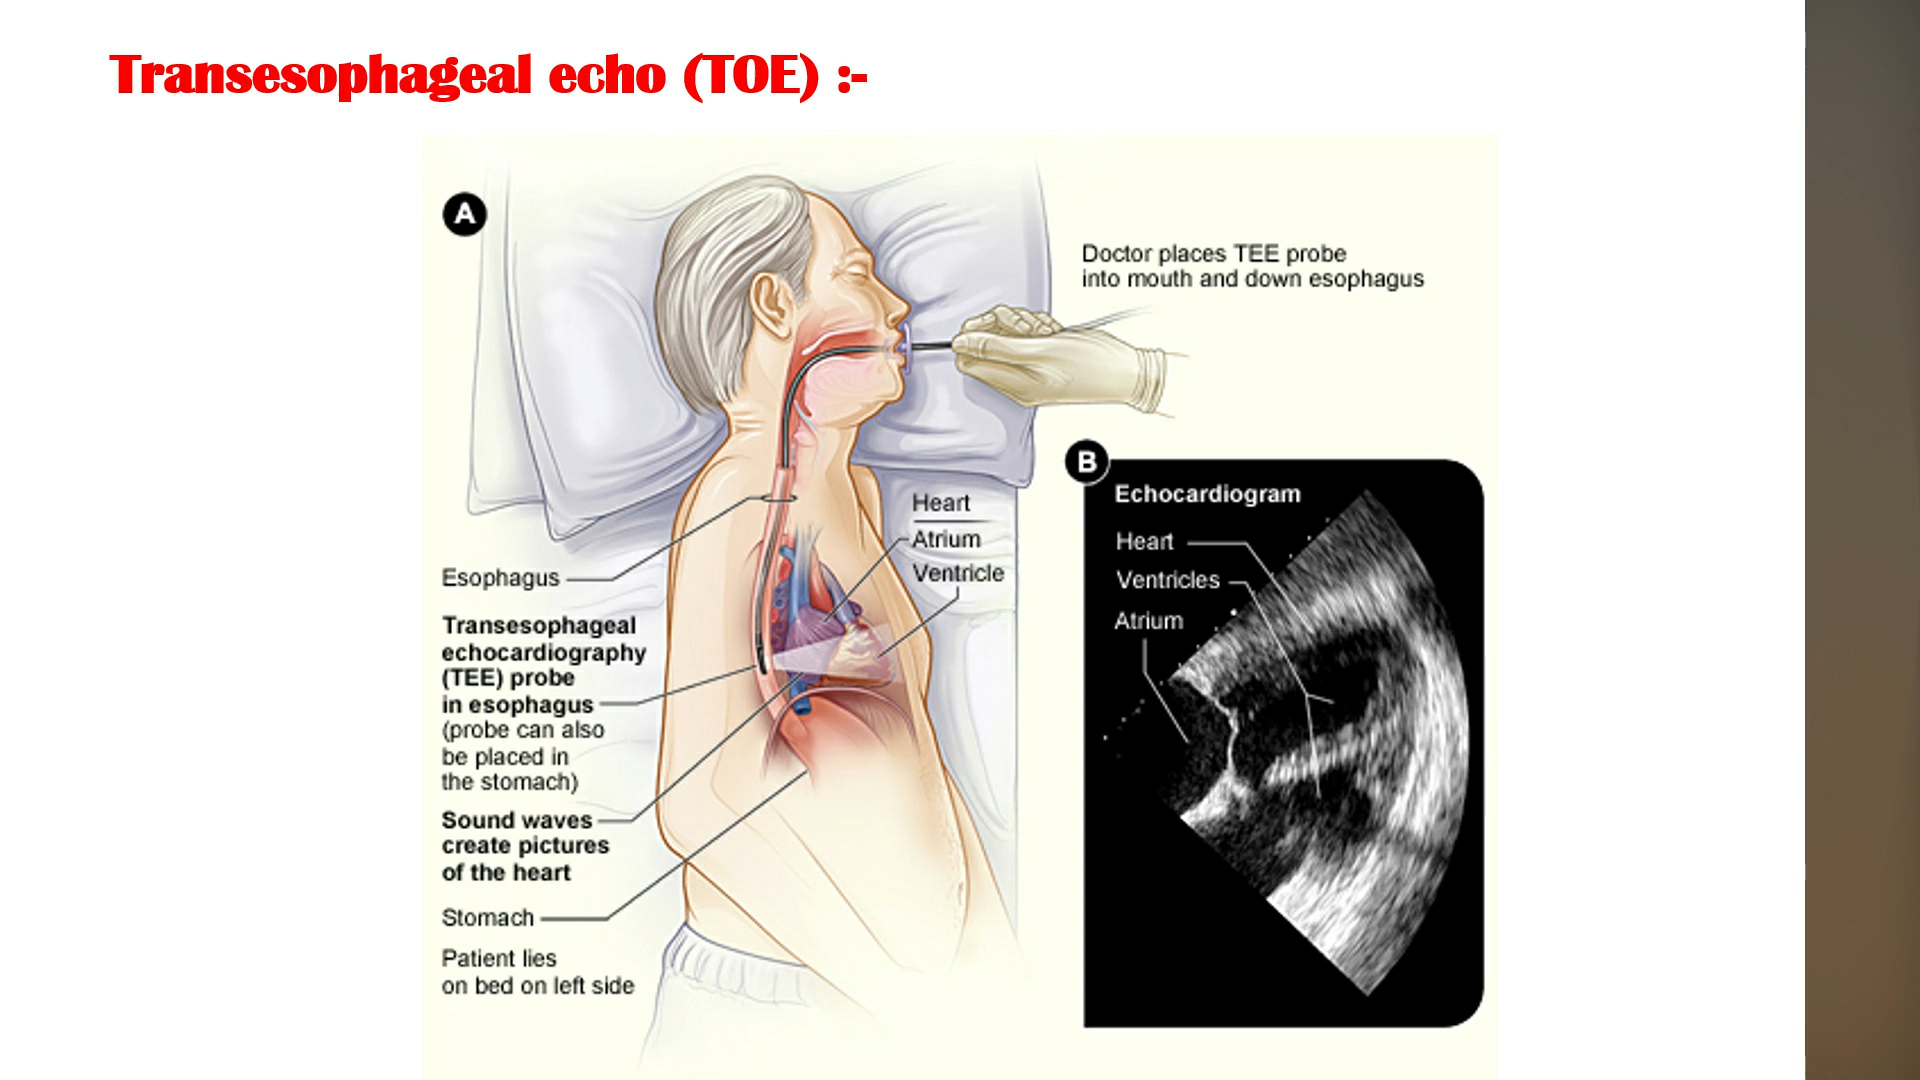 Transesophageal echo (TOE) :-
A
Doctor places TEE probe
into mouth and down esophagus
Heart
Atrium
Ventricle
Esophagus
Transesophageal
echocardiography
(TEE) probe
in esophagus
(probe can also
be placed in
the stomach)
Sound waves
create pictures
of the heart
Stomach
Patient lies
on bed on left side
B
Echocardiogram
Heart
Ventricles
Atrium